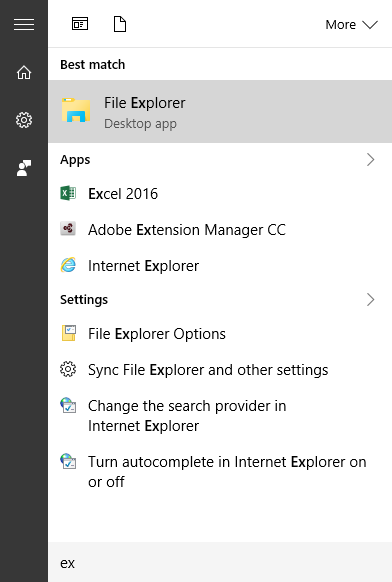 More
Best match
File Explorer
Desktop app
Apps
Excel 2016
Adobe Extension Manager CC
Internet Explorer
Settings
File Explorer Options
Sync File Explorer and other settings
Change the search provider in
Internet Explorer
Turn autocomplete in Internet Explorer on
or off
ex